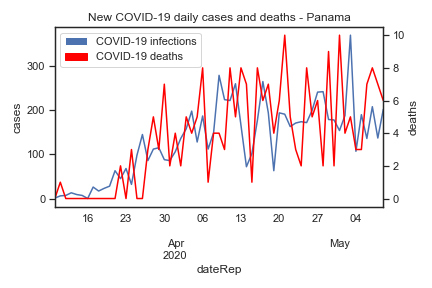 New COVID-19 daily cases and deaths - Panama
COVID-19 infections
COVID-19 deaths
cases
300
200
100
0
deaths
10
8
6
4
2
0
16 23 30 06 13 20 27 04
Apr May
2020
dateRep